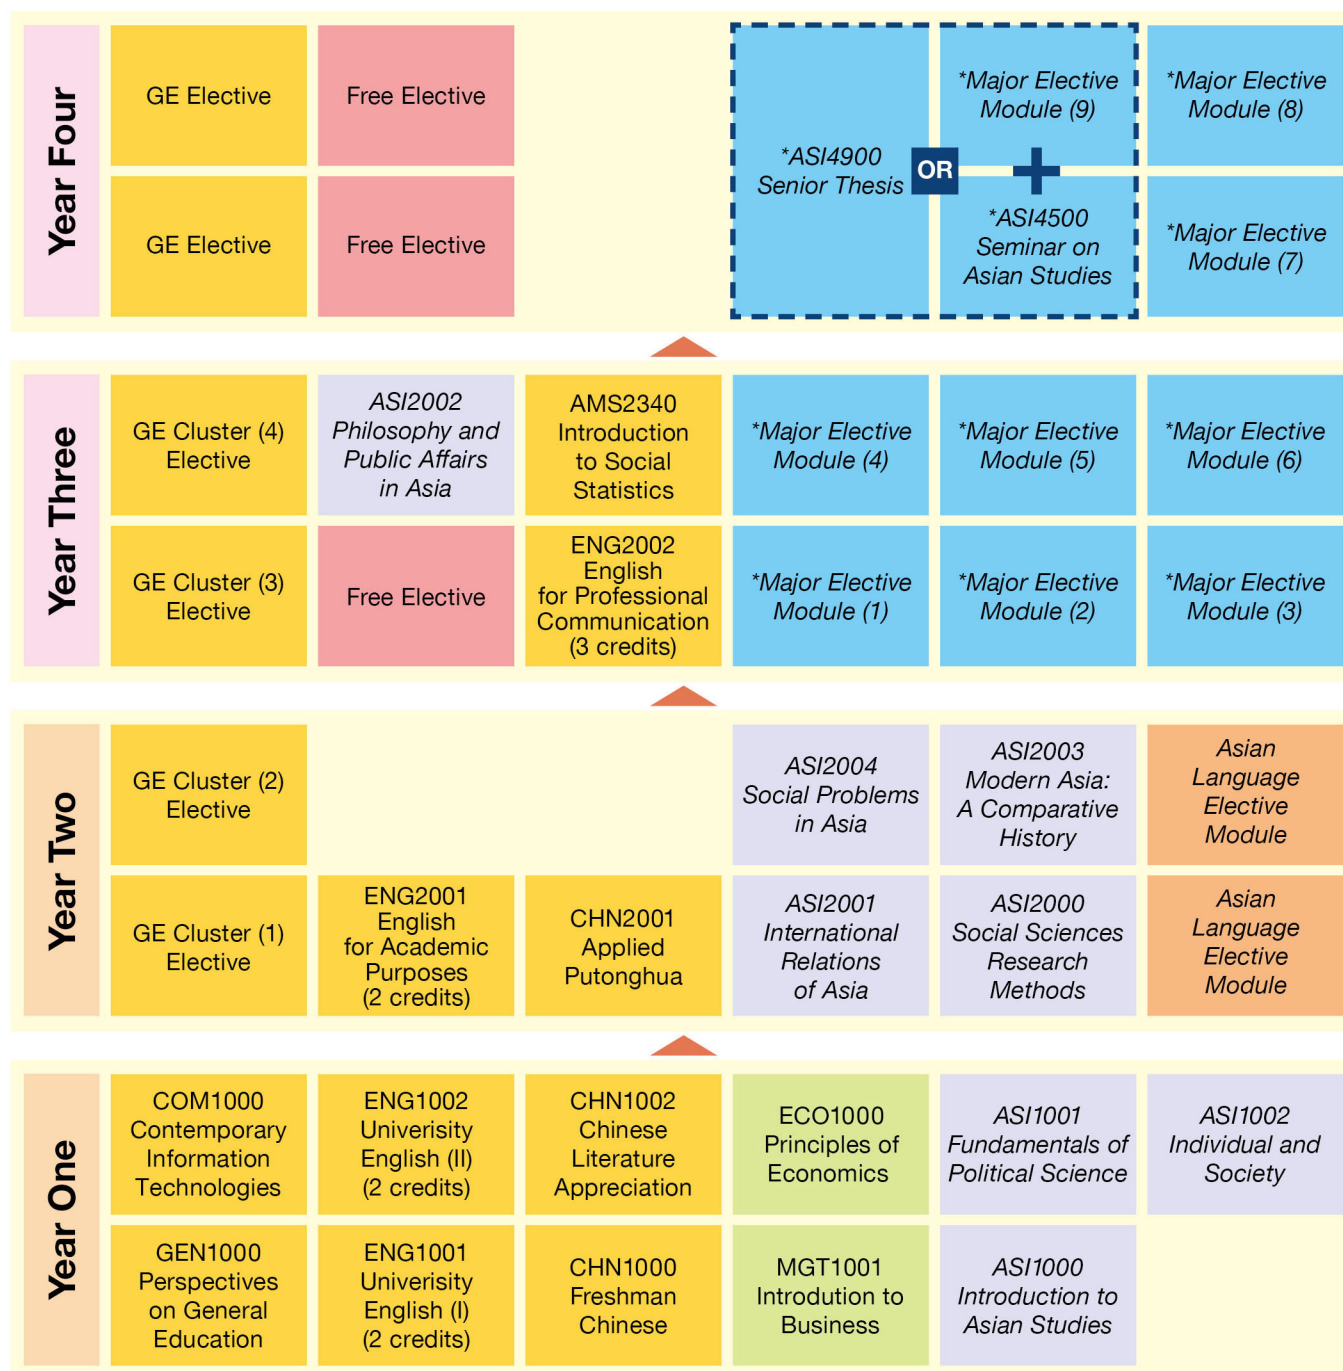 Year Four
GE Elective
Free Elective
*ASI4900
Senior Thesis
OR
*Major Elective
Module (9)
*Major Elective
Module (8)
GE Elective
Free Elective
*ASI4500
Seminar on
Asian Studies
*Major Elective
Module (7)
Year Three
GE Cluster (4)
Elective
ASI2002
Philosophy and
Public Affairs
in Asia
AMS2340
Introduction
to Social
Statistics
*Major Elective
Module (4)
*Major Elective
Module (5)
*Major Elective
Module (6)
GE Cluster (3)
Elective
Free Elective
ENG2002
English
for Professional
Communication
(3 credits)
*Major Elective
Module (1)
*Major Elective
Module (2)
*Major Elective
Module (3)
Year Two
GE Cluster (2)
Elective
ASI2004
Social Problems
in Asia
ASI2003
Modern Asia:
A Comparative
History
Asian
Language
Elective
Module
GE Cluster (1)
Elective
ENG2001
English
for Academic
Purposes
(2 credits)
CHN2001
Applied
Putonghua
ASI2001
International
Relations
of Asia
ASI2000
Social Sciences
Research
Methods
Asian
Language
Elective
Module
Year One
COM1000
Contemporary
Information
Technologies
ENG1002
Univerisity
English (II)
(2 credits)
CHN1002
Chinese
Literature
Appreciation
ECO1000
Principles of
Economics
ASI1001
Fundamentals of
Political Science
ASI1002
Individual and
Society
GEN1000
Perspectives
on General
Education
ENG1001
Univerisity
English (I)
(2 credits)
CHN1000
Freshman
Chinese
MGT1001
Introdution to
Business
ASI1000
Introduction to
Asian Studies